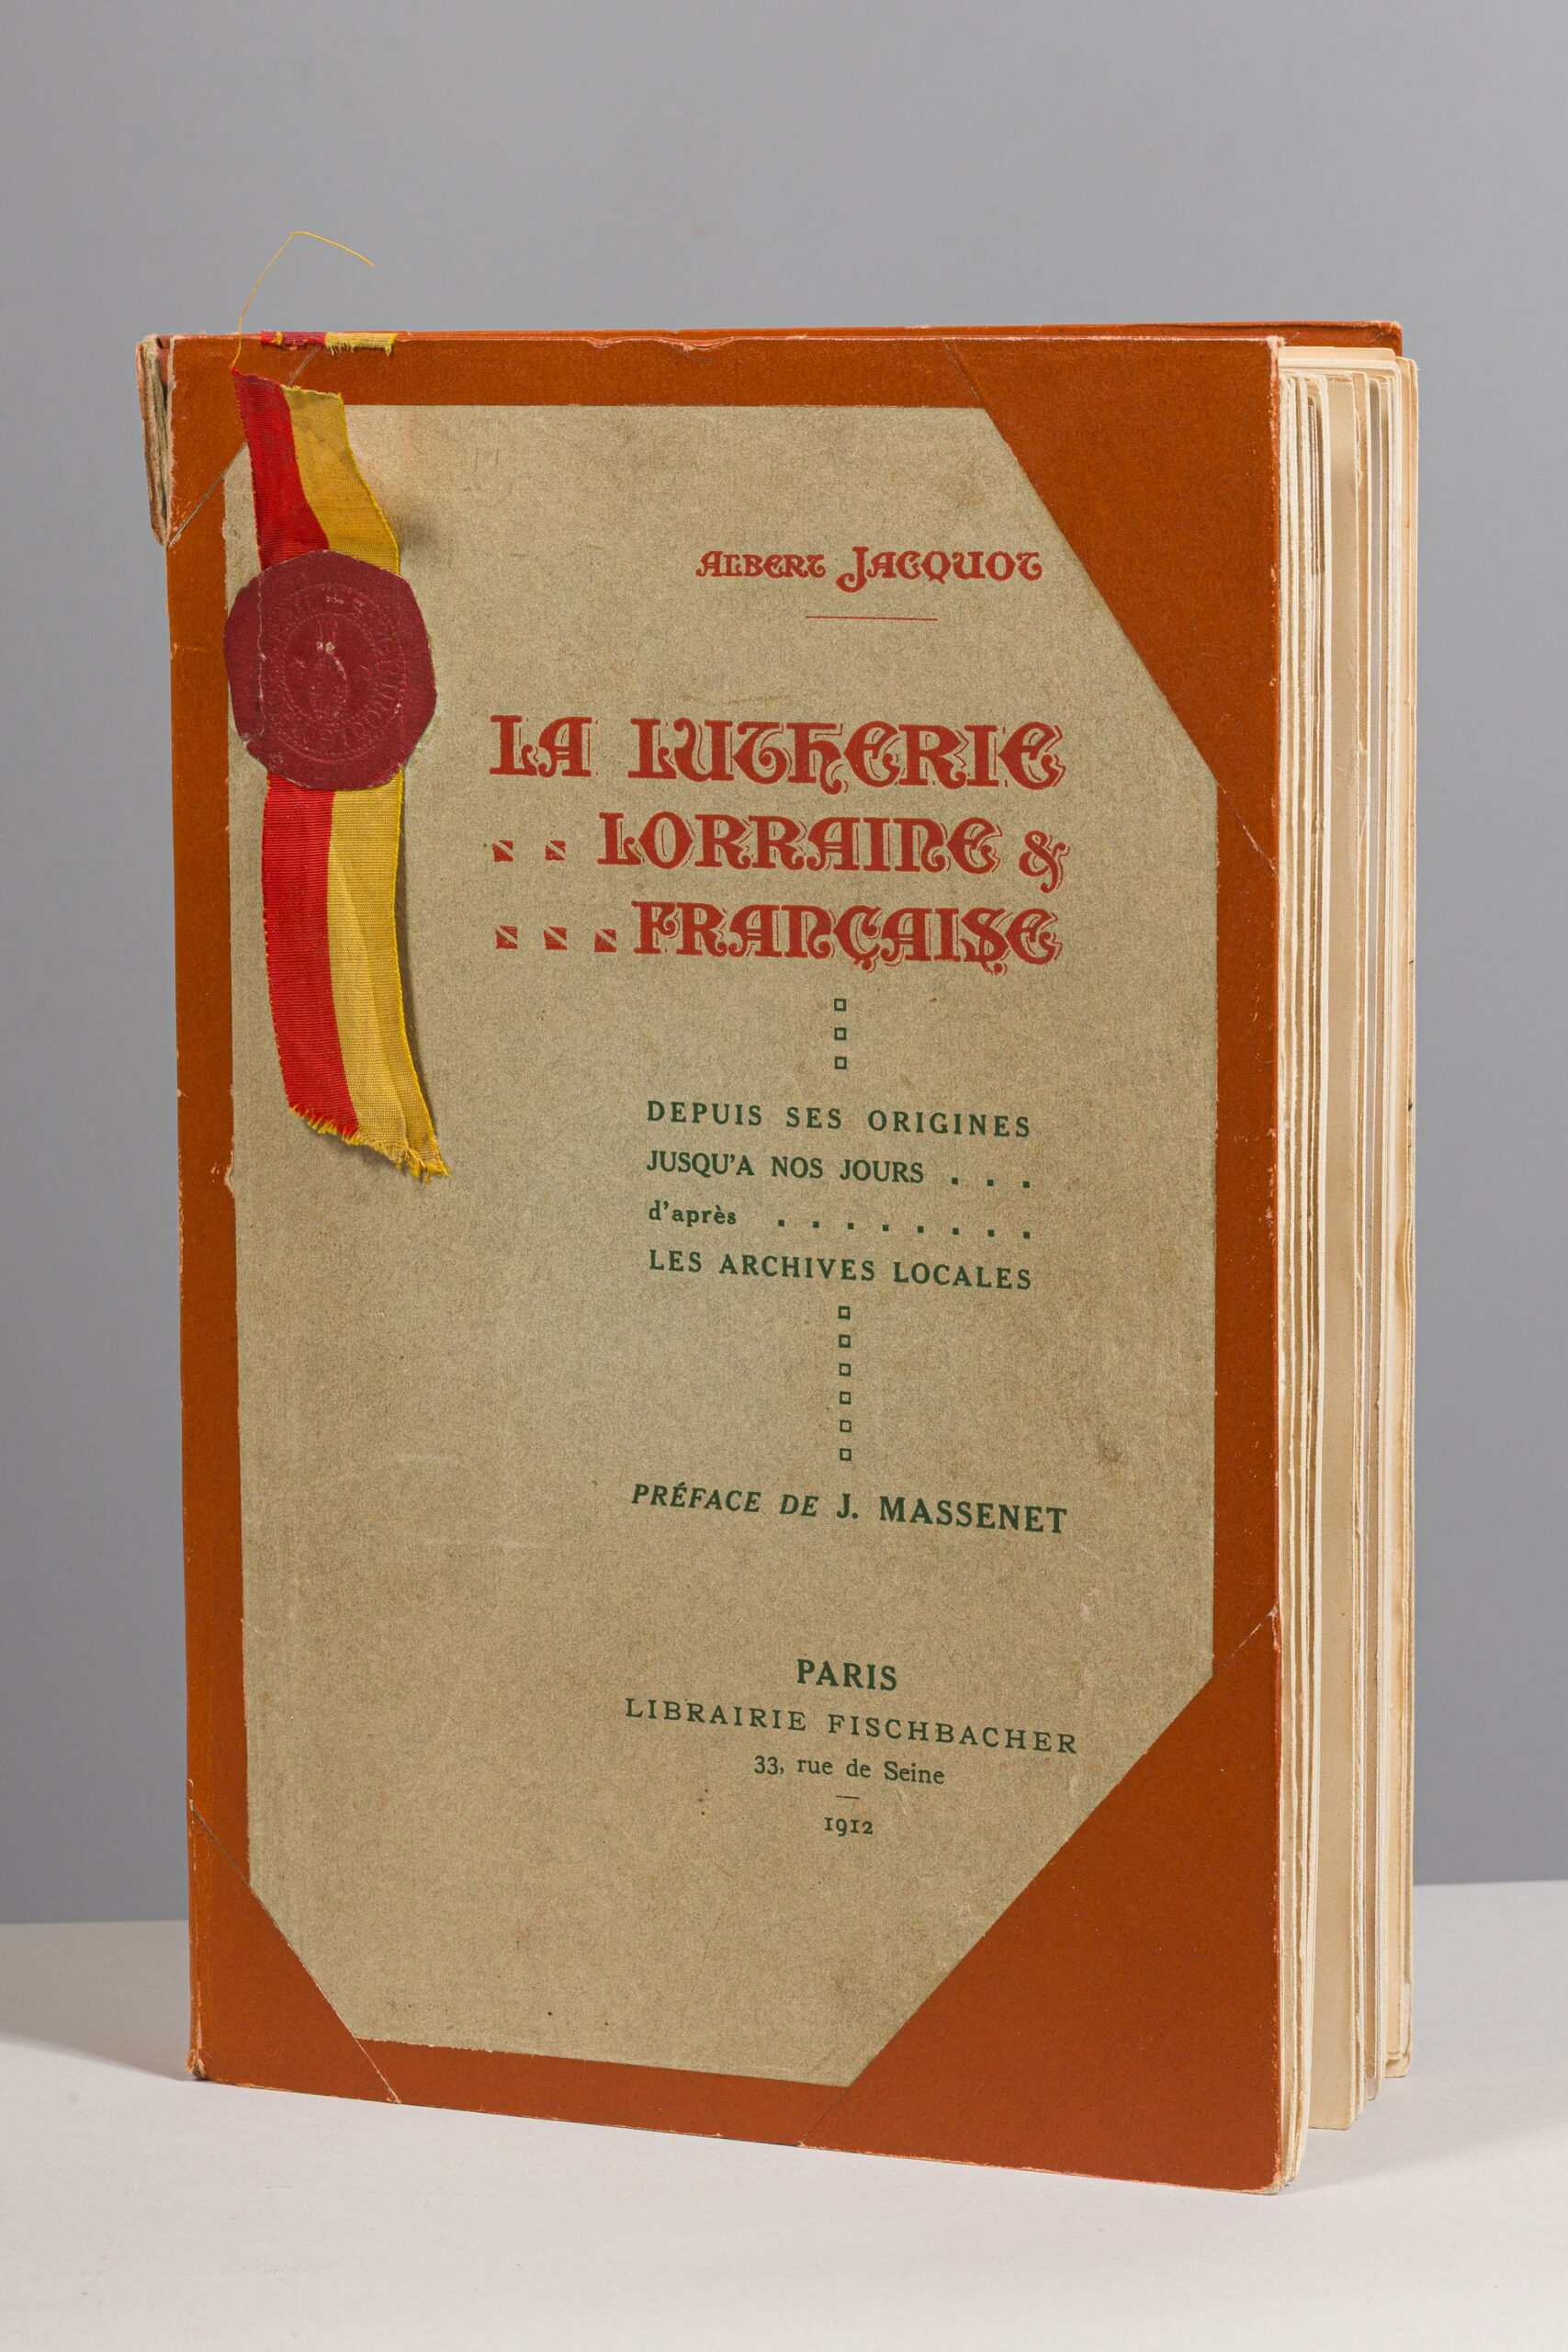 ALBERT JACQUOT
LA LUTHERIE
LORRAINE &
FRANÇAISE
DEPUIS SES ORIGINES
JUSQU'A NOS JOURS . . .
d'après . . . . . . . .
LES ARCHIVES LOCALES
PRÉFACE DE J. MASSENET
PARIS
LIBRAIRIE FISCHBACHER
33, rue de Seine
1912